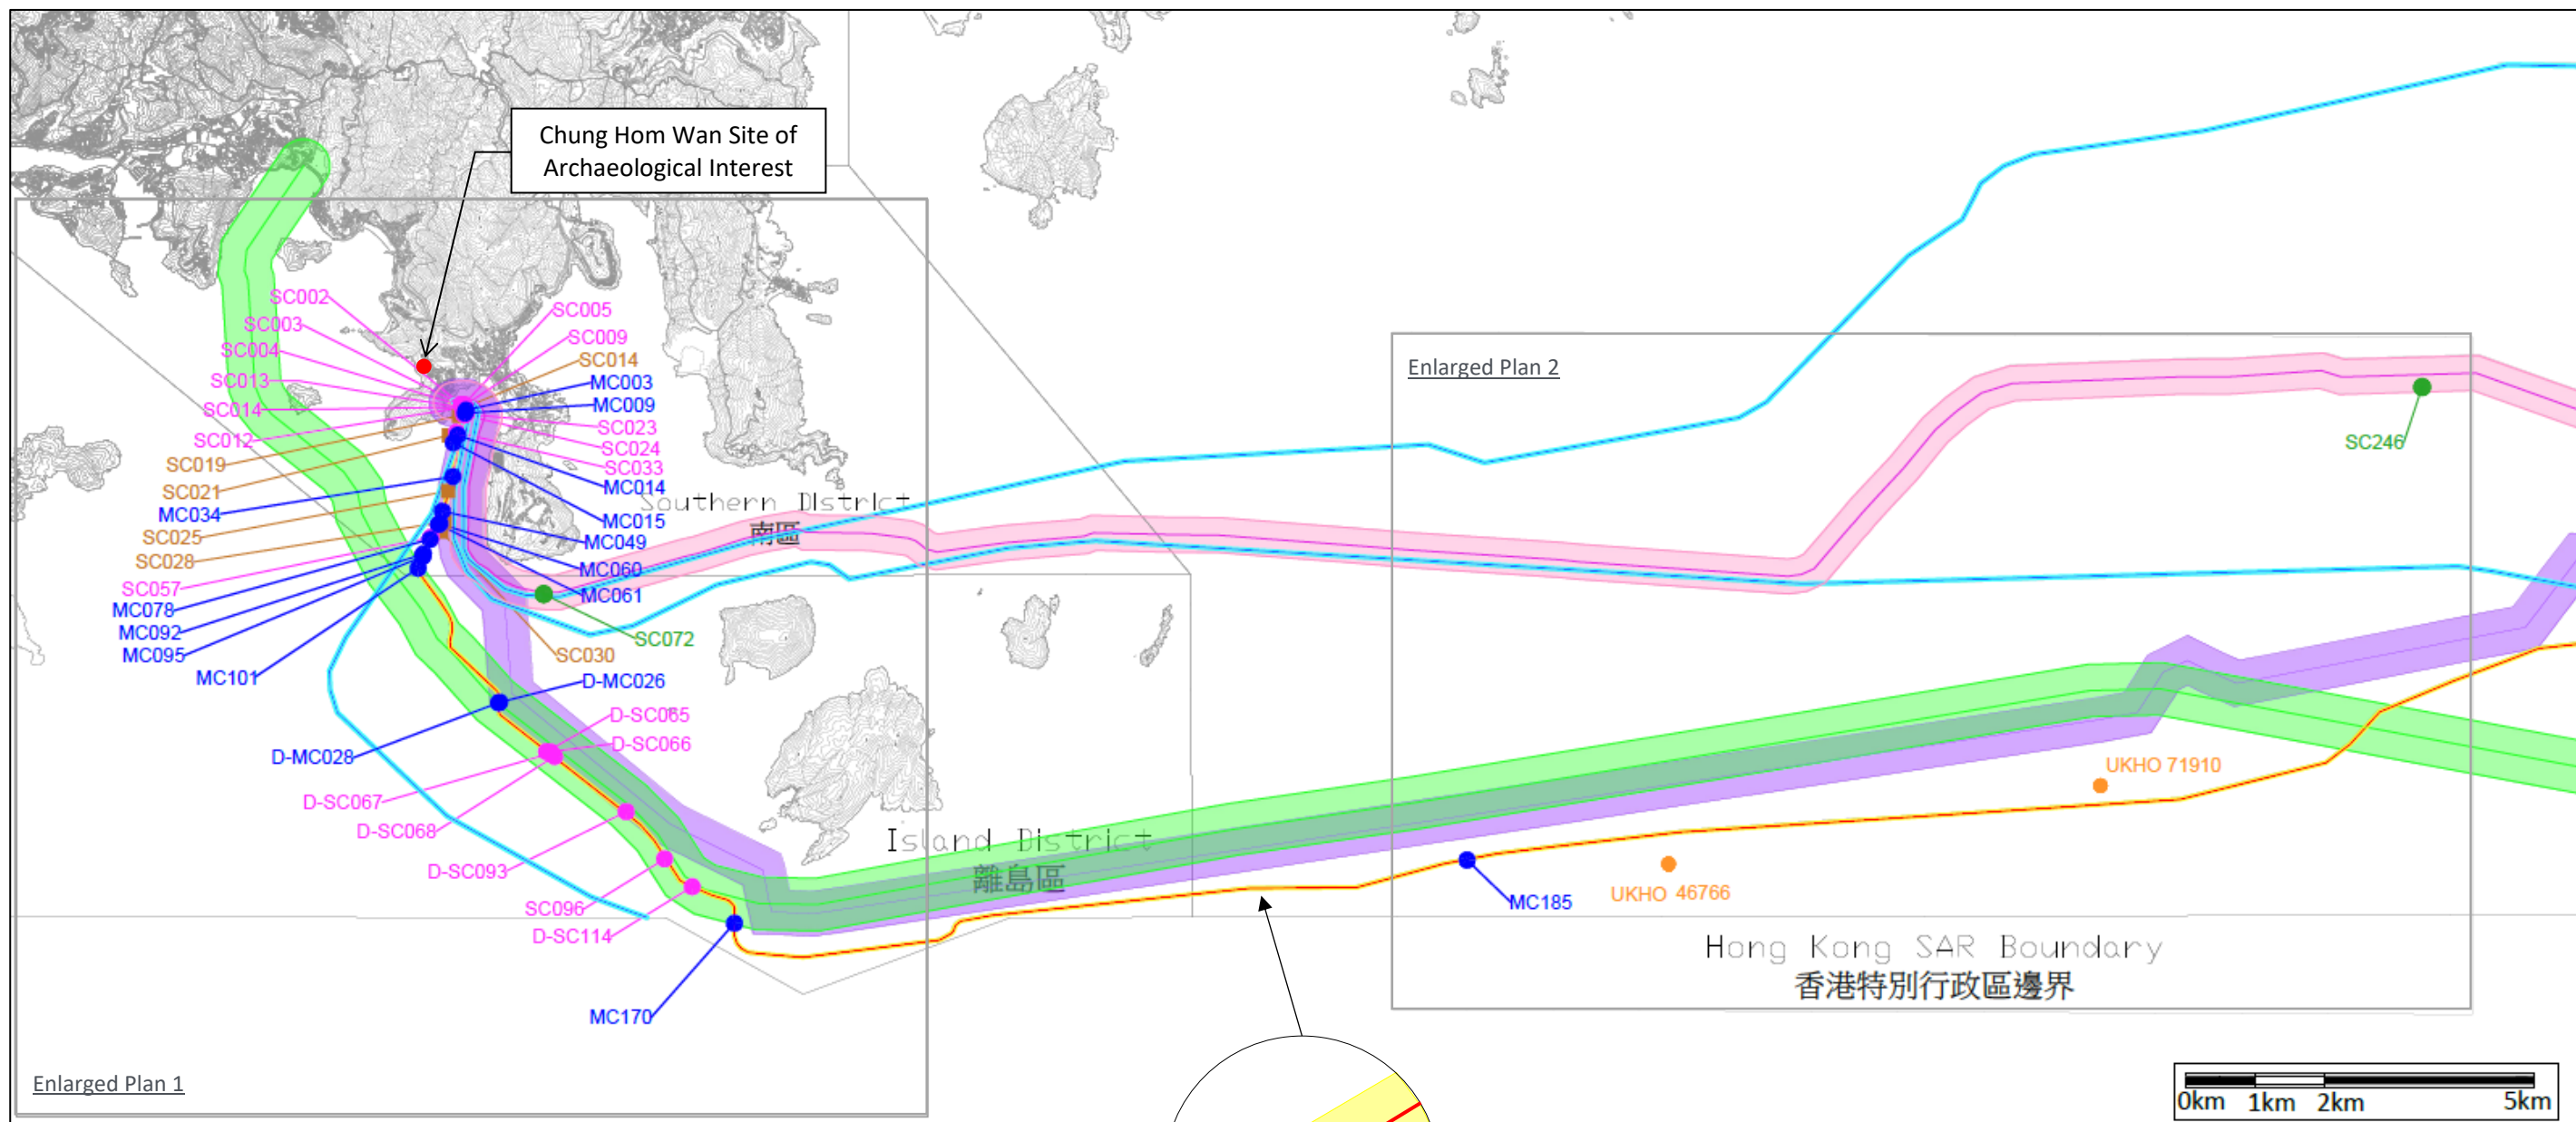 Chung Hom Wan Site of
Archaeological Interest
SC002
SC003
SC004
SC013
SC014
SC012
SC019
SC021
MC034
SC025
SC028
SC057
MC078
MC092
MC095
MC101
SC005
SC009
SC014
MC003
MC009
SC023
SC024
SC033
MC014
MC015
MC049
MC060
MC061
SC072
SC030
Southern District
南區
D-MC026
D-SC065
D-SC066
D-MC028
D-SC067
D-SC068
D-SC093
SC096
D-SC114
MC170
Island District
離島區
Enlarged Plan 1
Enlarged Plan 2
SC246
UKHO 71910
UKHO 46766
MC185
Hong Kong SAR Boundary
香港特別行政區邊界
0km 1km 2km 5km